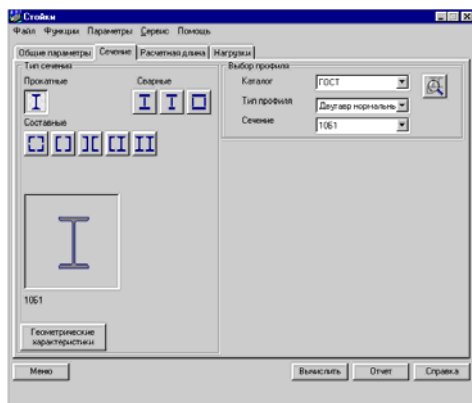 Стойки
Файл Функции Параметры Сервис Помощь
Общие параметры Сечение Расчетная длина Нагрузки
Тип сечения
Прокатные Сварные
Составные
10Б1
Геометрические
характеристики
Выбор профиля
Каталог ГОСТ
Тип профиля Двутавр нормальнь
Сечение 10Б1
Меню Вычислить Отчет Справка